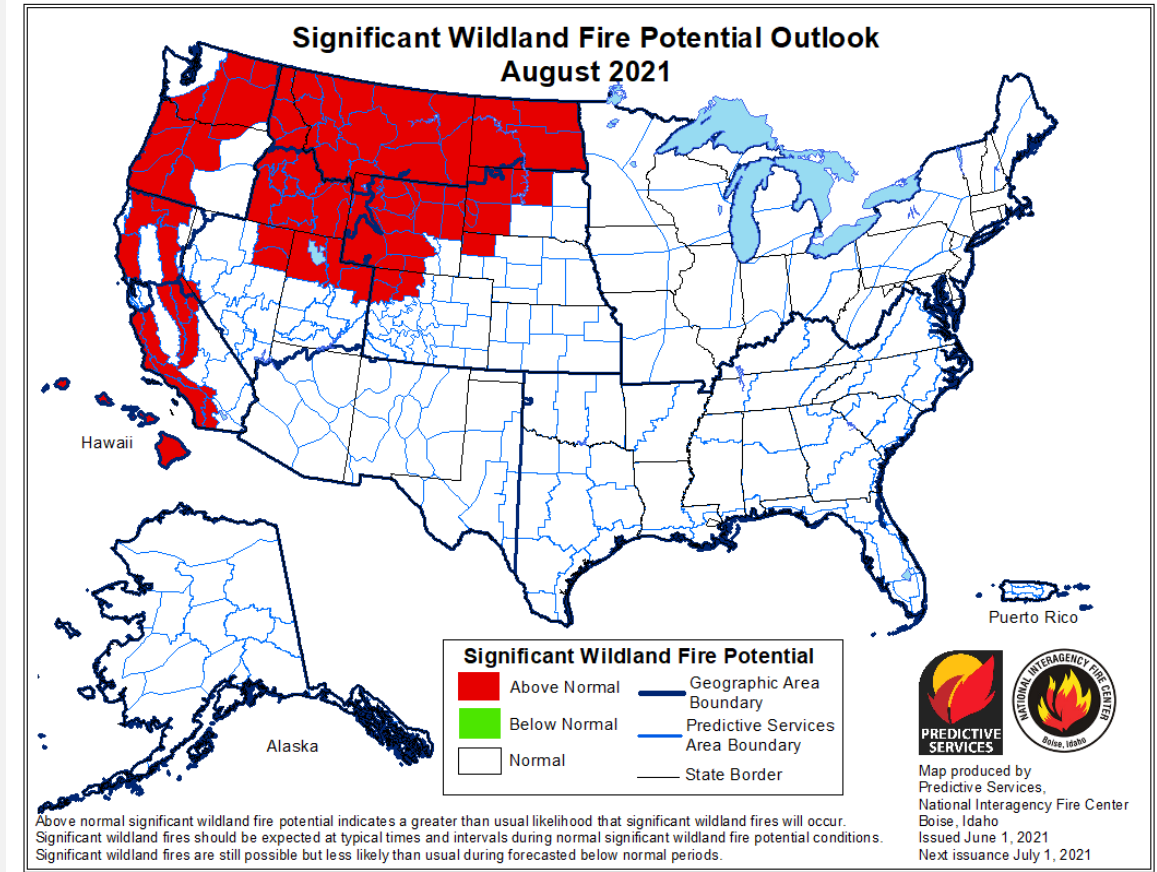 Significant Wildland Fire Potential Outlook
August 2021
Hawaii
Alaska
Puerto Rico
Significant Wildland Fire Potential
Above Normal
Below Normal
Normal
Geographic Area
Boundary
Predictive Services
Area Boundary
State Border
PREDICTIVE
SERVICES
NATIONAL INTERAGENCY FIRE CENTER
Boise, Idaho
Map produced by
Predictive Services,
National Interagency Fire Center
Boise, Idaho
Issued June 1, 2021
Next issuance July 1, 2021
Above normal significant wildland fire potential indicates a greater than usual likelihood that significant wildland fires will occur.
Significant wildland fires should be expected at typical times and intervals during normal significant wildland fire potential conditions.
Significant wildland fires are still possible but less likely than usual during forecasted below normal periods.